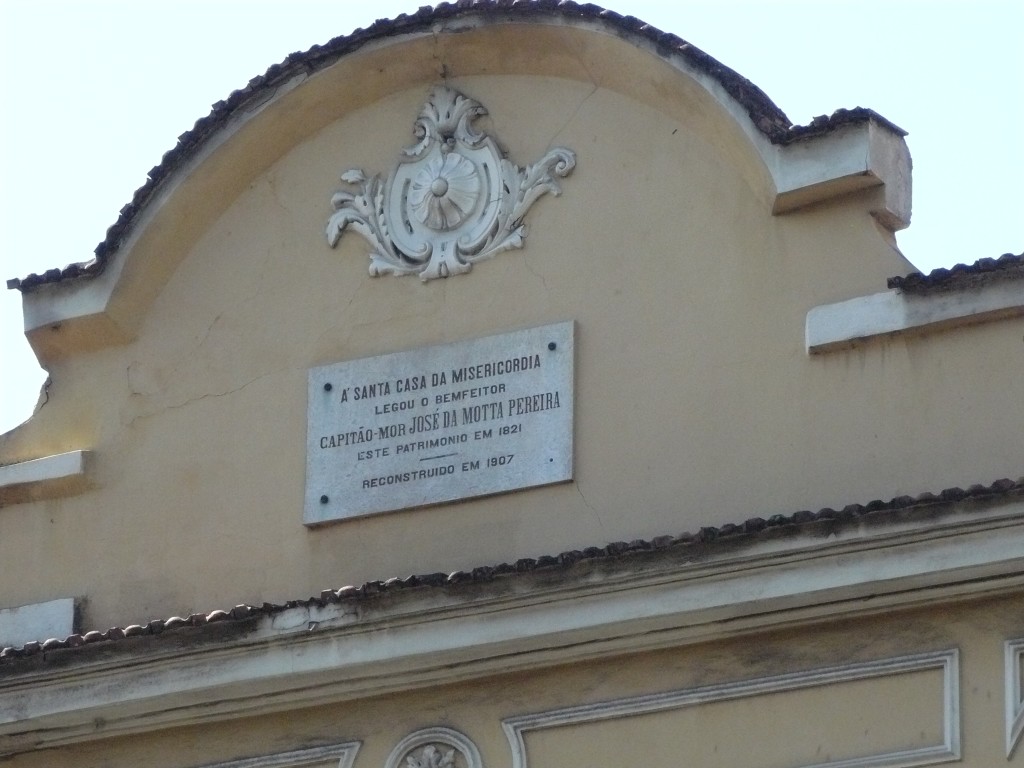 A' SANTA CASA DA MISERICORDIA
LEGOU O BEMFEITOR
CAPITÃO-MOR JOSÉ DA MOTTA PEREIRA
ESTE PATRIMONIO EM 1821
RECONSTRUIDO EM 1907